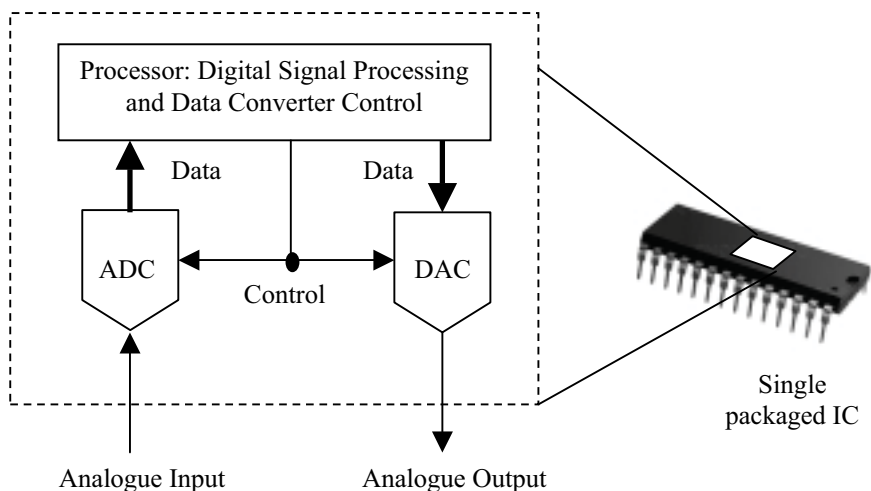 Processor: Digital Signal Processing
and Data Converter Control
Data
Data
ADC
DAC
Control
Single
packaged IC
Analogue Input
Analogue Output